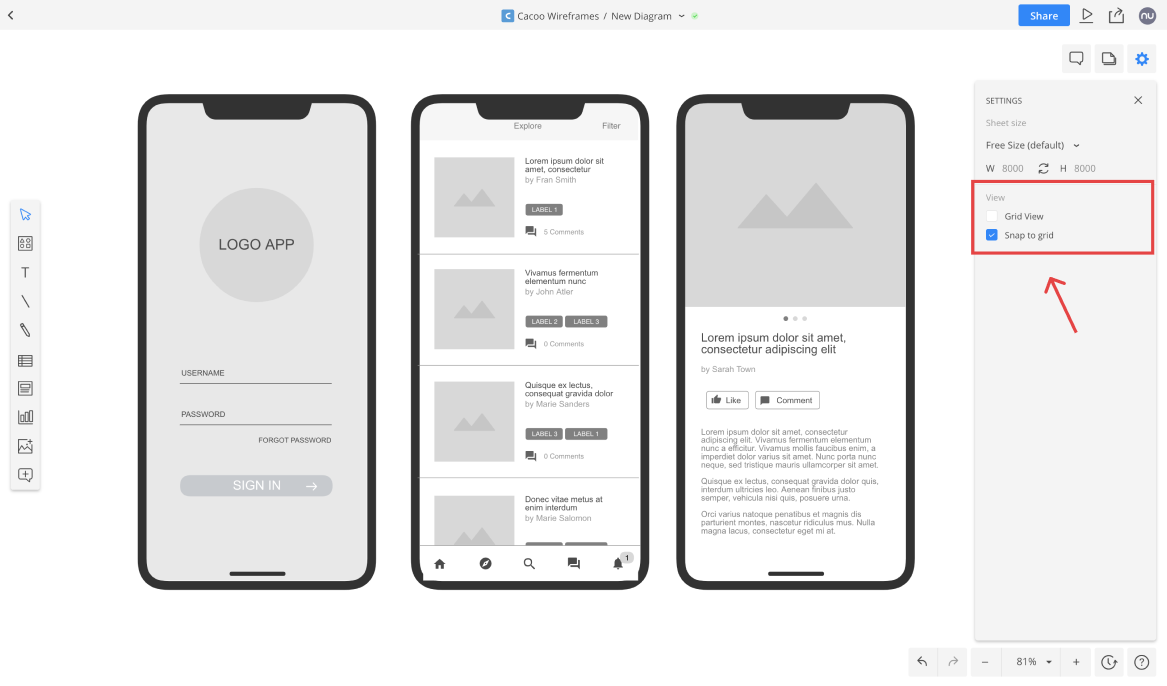 Cacoo Wireframes / New Diagram
Share
nu
SETTINGS
Sheet size
Free Size (default)
W 8000 H 8000
View
Grid View
Snap to grid
T
LOGO APP
USERNAME
PASSWORD
FORGOT PASSWORD
SIGN IN
Explore Filter
Lorem ipsum dolor sit
amet, consectetur
by Fran Smith
LABEL 1
5 Comments
Vivamus fermentum
elementum nunc
by John Atler
LABEL 2 LABEL 3
0 Comments
Quisque ex lectus,
consequat gravida dolor
by Marie Sanders
LABEL 3 LABEL 1
0 Comments
Donec vitae metus at
enim interdum
by Marie Salomon
1
Lorem ipsum dolor sit amet,
consectetur adipiscing elit
by Sarah Town
Like Comment
Lorem ipsum dolor sit amet, consectetur
adipiscing elit. Vivamus fermentum elementum
nunc a efficitur. Vivamus mollis faucibus enim, a
imperdiet dolor varius sit amet. Nunc porta nunc
neque, sed tristique mauris ullamcorper sit amet.
Quisque ex lectus, consequat gravida dolor quis,
interdum ultricies leo. Aenean finibus justo
semper, vehicula nisi quis, posuere urna.
Orci varius natoque penatibus et magnis dis
parturient montes, nascetur ridiculus mus. Nulla
magna lacus, consectetur eget mi at.
− 81% + ?